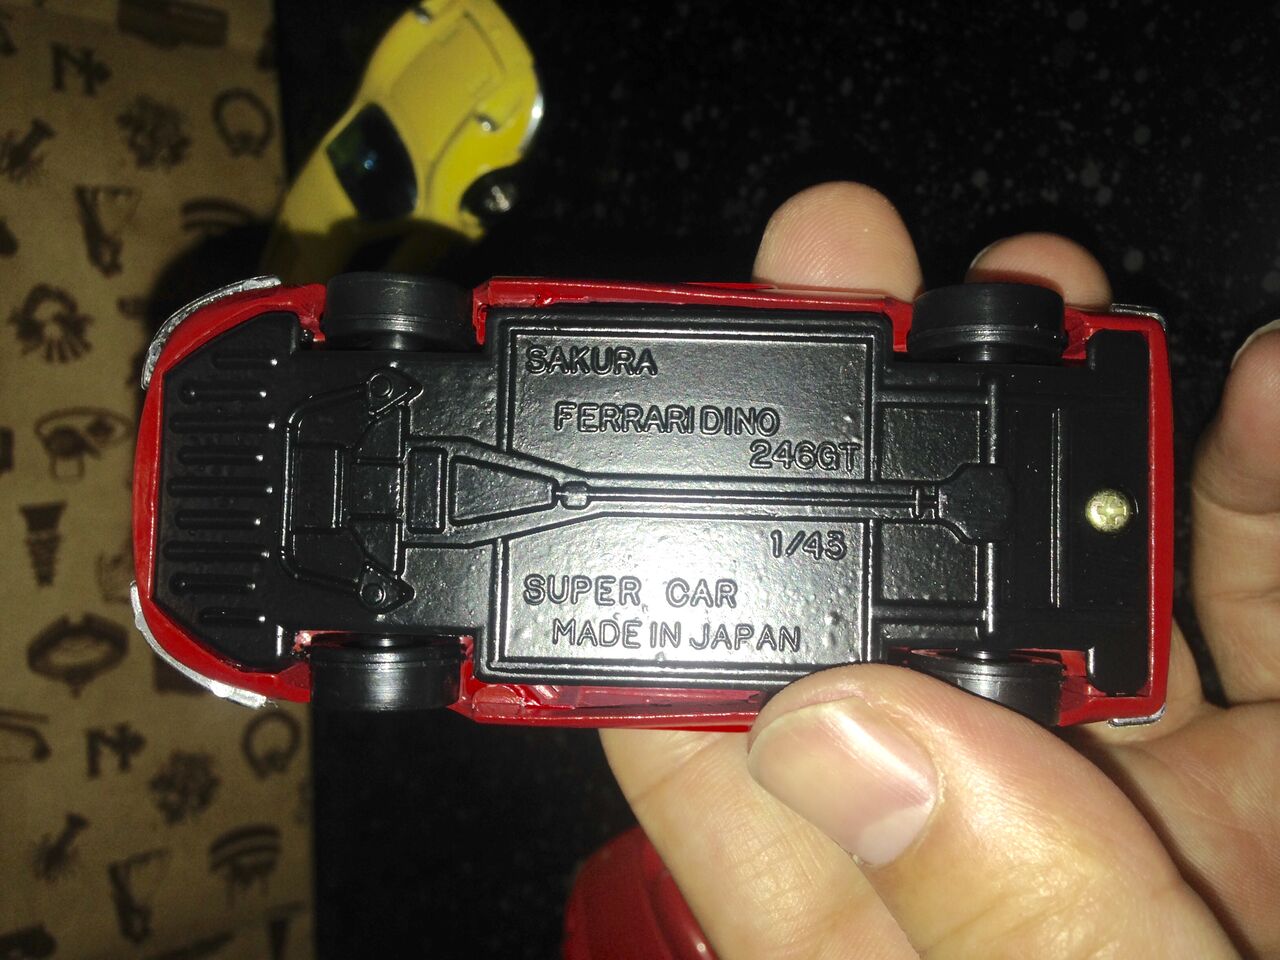 SAKURA
FERRARI DINO
246GT
1/43
SUPER CAR
MADE IN JAPAN